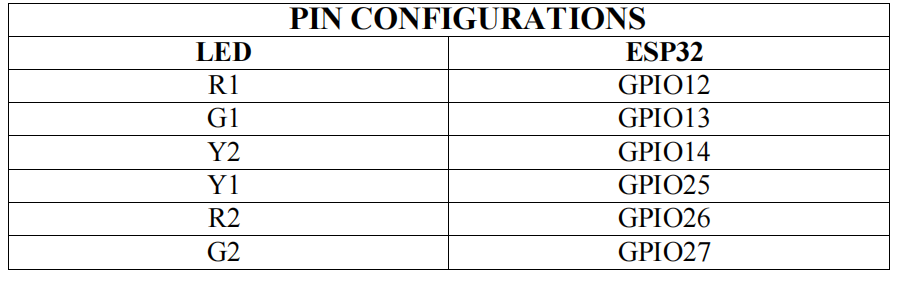 PIN CONFIGURATIONS
LED ESP32
R1 GPIO12
G1 GPIO13
Y2 GPIO14
Y1 GPIO25
R2 GPIO26
G2 GPIO27